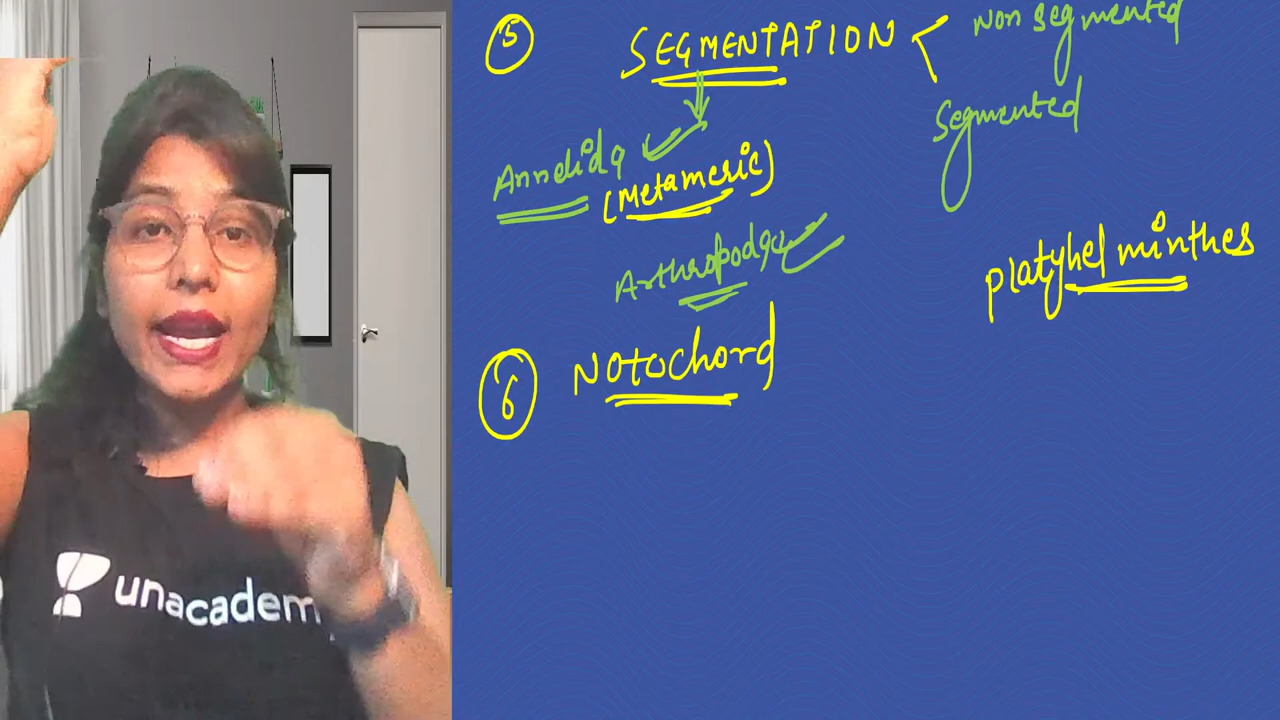 5 SEGMENTATION Non segmented
Segmented
Annelida
(Metameric)
Arthropoda
platyhelminthes
6 Notochord
unacadem